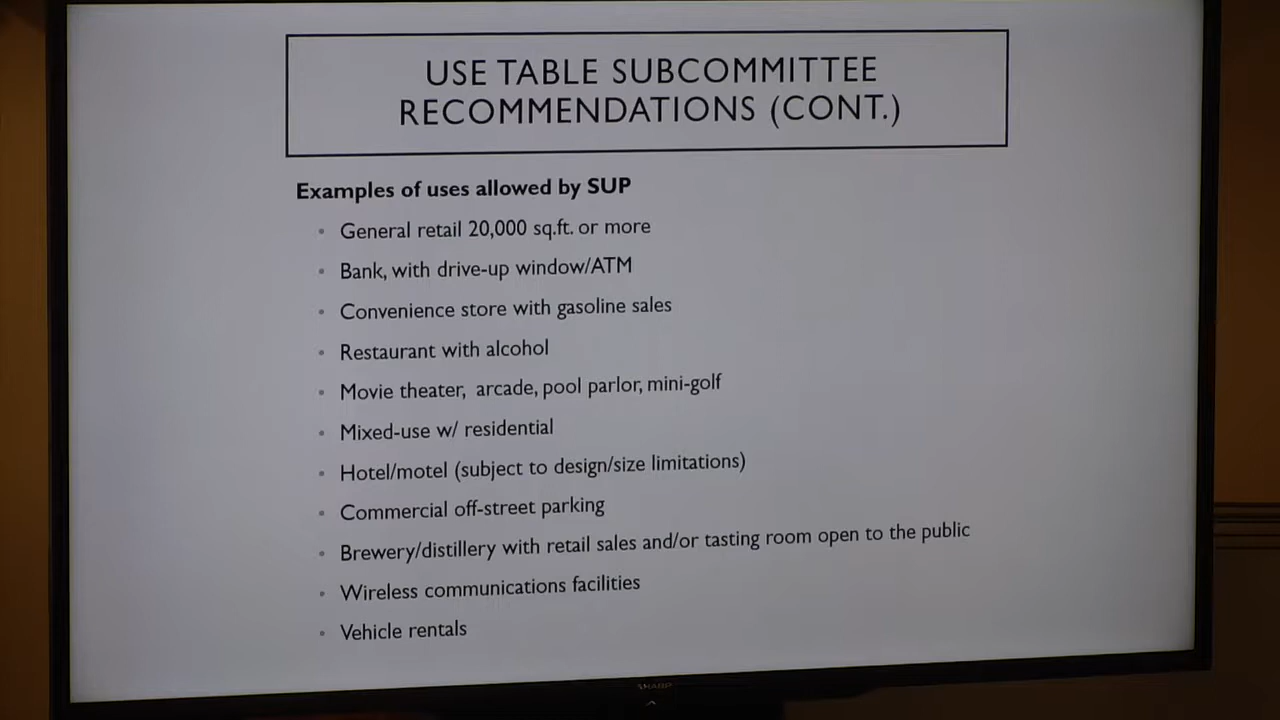 USE TABLE SUBCOMMITTEE
RECOMMENDATIONS (CONT.)
Examples of uses allowed by SUP
• General retail 20,000 sq.ft. or more
• Bank, with drive-up window/ATM
• Convenience store with gasoline sales
• Restaurant with alcohol
• Movie theater, arcade, pool parlor, mini-golf
• Mixed-use w/ residential
• Hotel/motel (subject to design/size limitations)
• Commercial off-street parking
• Brewery/distillery with retail sales and/or tasting room open to the public
• Wireless communications facilities
• Vehicle rentals
SHARP